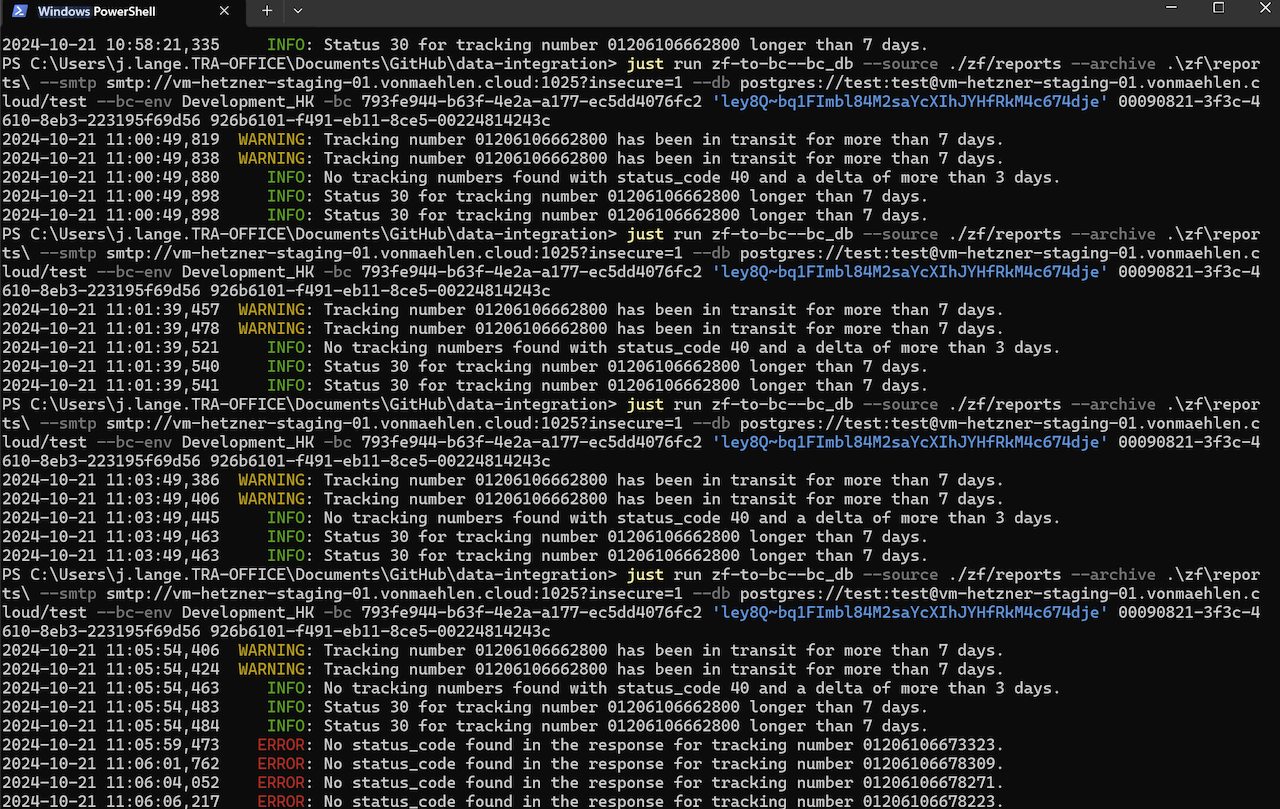 Windows PowerShell
2024-10-21 10:58:21,335     INFO: Status 30 for tracking number 01206106662800 longer than 7 days.
PS C:\Users\j.lange.TRA-OFFICE\Documents\GitHub\data-integration> just run zf-to-bc--bc_db --source ./zf/reports --archive .\zf\repor
ts\ --smtp smtp://vm-hetzner-staging-01.vonmaehlen.cloud:1025?insecure=1 --db postgres://test:test@vm-hetzner-staging-01.vonmaehlen.c
loud/test --bc-env Development_HK -bc 793fe944-b63f-4e2a-a177-ec5dd4076fc2 'ley8Q~bq1FImbl84M2saYcXIhJYHfRkM4c674dje' 00090821-3f3c-4
610-8eb3-223195f69d56 926b6101-f491-eb11-8ce5-00224814243c
2024-10-21 11:00:49,819  WARNING: Tracking number 01206106662800 has been in transit for more than 7 days.
2024-10-21 11:00:49,838  WARNING: Tracking number 01206106662800 has been in transit for more than 7 days.
2024-10-21 11:00:49,880     INFO: No tracking numbers found with status_code 40 and a delta of more than 3 days.
2024-10-21 11:00:49,898     INFO: Status 30 for tracking number 01206106662800 longer than 7 days.
2024-10-21 11:00:49,898     INFO: Status 30 for tracking number 01206106662800 longer than 7 days.
PS C:\Users\j.lange.TRA-OFFICE\Documents\GitHub\data-integration> just run zf-to-bc--bc_db --source ./zf/reports --archive .\zf\repor
ts\ --smtp smtp://vm-hetzner-staging-01.vonmaehlen.cloud:1025?insecure=1 --db postgres://test:test@vm-hetzner-staging-01.vonmaehlen.c
loud/test --bc-env Development_HK -bc 793fe944-b63f-4e2a-a177-ec5dd4076fc2 'ley8Q~bq1FImbl84M2saYcXIhJYHfRkM4c674dje' 00090821-3f3c-4
610-8eb3-223195f69d56 926b6101-f491-eb11-8ce5-00224814243c
2024-10-21 11:01:39,457  WARNING: Tracking number 01206106662800 has been in transit for more than 7 days.
2024-10-21 11:01:39,478  WARNING: Tracking number 01206106662800 has been in transit for more than 7 days.
2024-10-21 11:01:39,521     INFO: No tracking numbers found with status_code 40 and a delta of more than 3 days.
2024-10-21 11:01:39,540     INFO: Status 30 for tracking number 01206106662800 longer than 7 days.
2024-10-21 11:01:39,541     INFO: Status 30 for tracking number 01206106662800 longer than 7 days.
PS C:\Users\j.lange.TRA-OFFICE\Documents\GitHub\data-integration> just run zf-to-bc--bc_db --source ./zf/reports --archive .\zf\repor
ts\ --smtp smtp://vm-hetzner-staging-01.vonmaehlen.cloud:1025?insecure=1 --db postgres://test:test@vm-hetzner-staging-01.vonmaehlen.c
loud/test --bc-env Development_HK -bc 793fe944-b63f-4e2a-a177-ec5dd4076fc2 'ley8Q~bq1FImbl84M2saYcXIhJYHfRkM4c674dje' 00090821-3f3c-4
610-8eb3-223195f69d56 926b6101-f491-eb11-8ce5-00224814243c
2024-10-21 11:03:49,386  WARNING: Tracking number 01206106662800 has been in transit for more than 7 days.
2024-10-21 11:03:49,406  WARNING: Tracking number 01206106662800 has been in transit for more than 7 days.
2024-10-21 11:03:49,445     INFO: No tracking numbers found with status_code 40 and a delta of more than 3 days.
2024-10-21 11:03:49,463     INFO: Status 30 for tracking number 01206106662800 longer than 7 days.
2024-10-21 11:03:49,463     INFO: Status 30 for tracking number 01206106662800 longer than 7 days.
PS C:\Users\j.lange.TRA-OFFICE\Documents\GitHub\data-integration> just run zf-to-bc--bc_db --source ./zf/reports --archive .\zf\repor
ts\ --smtp smtp://vm-hetzner-staging-01.vonmaehlen.cloud:1025?insecure=1 --db postgres://test:test@vm-hetzner-staging-01.vonmaehlen.c
loud/test --bc-env Development_HK -bc 793fe944-b63f-4e2a-a177-ec5dd4076fc2 'ley8Q~bq1FImbl84M2saYcXIhJYHfRkM4c674dje' 00090821-3f3c-4
610-8eb3-223195f69d56 926b6101-f491-eb11-8ce5-00224814243c
2024-10-21 11:05:54,406  WARNING: Tracking number 01206106662800 has been in transit for more than 7 days.
2024-10-21 11:05:54,424  WARNING: Tracking number 01206106662800 has been in transit for more than 7 days.
2024-10-21 11:05:54,463     INFO: No tracking numbers found with status_code 40 and a delta of more than 3 days.
2024-10-21 11:05:54,483     INFO: Status 30 for tracking number 01206106662800 longer than 7 days.
2024-10-21 11:05:54,484     INFO: Status 30 for tracking number 01206106662800 longer than 7 days.
2024-10-21 11:05:59,473    ERROR: No status_code found in the response for tracking number 01206106673323.
2024-10-21 11:06:01,762    ERROR: No status_code found in the response for tracking number 01206106678309.
2024-10-21 11:06:04,052    ERROR: No status_code found in the response for tracking number 01206106678271.
2024-10-21 11:06:06,217    ERROR: No status_code found in the response for tracking number 01206106678223.